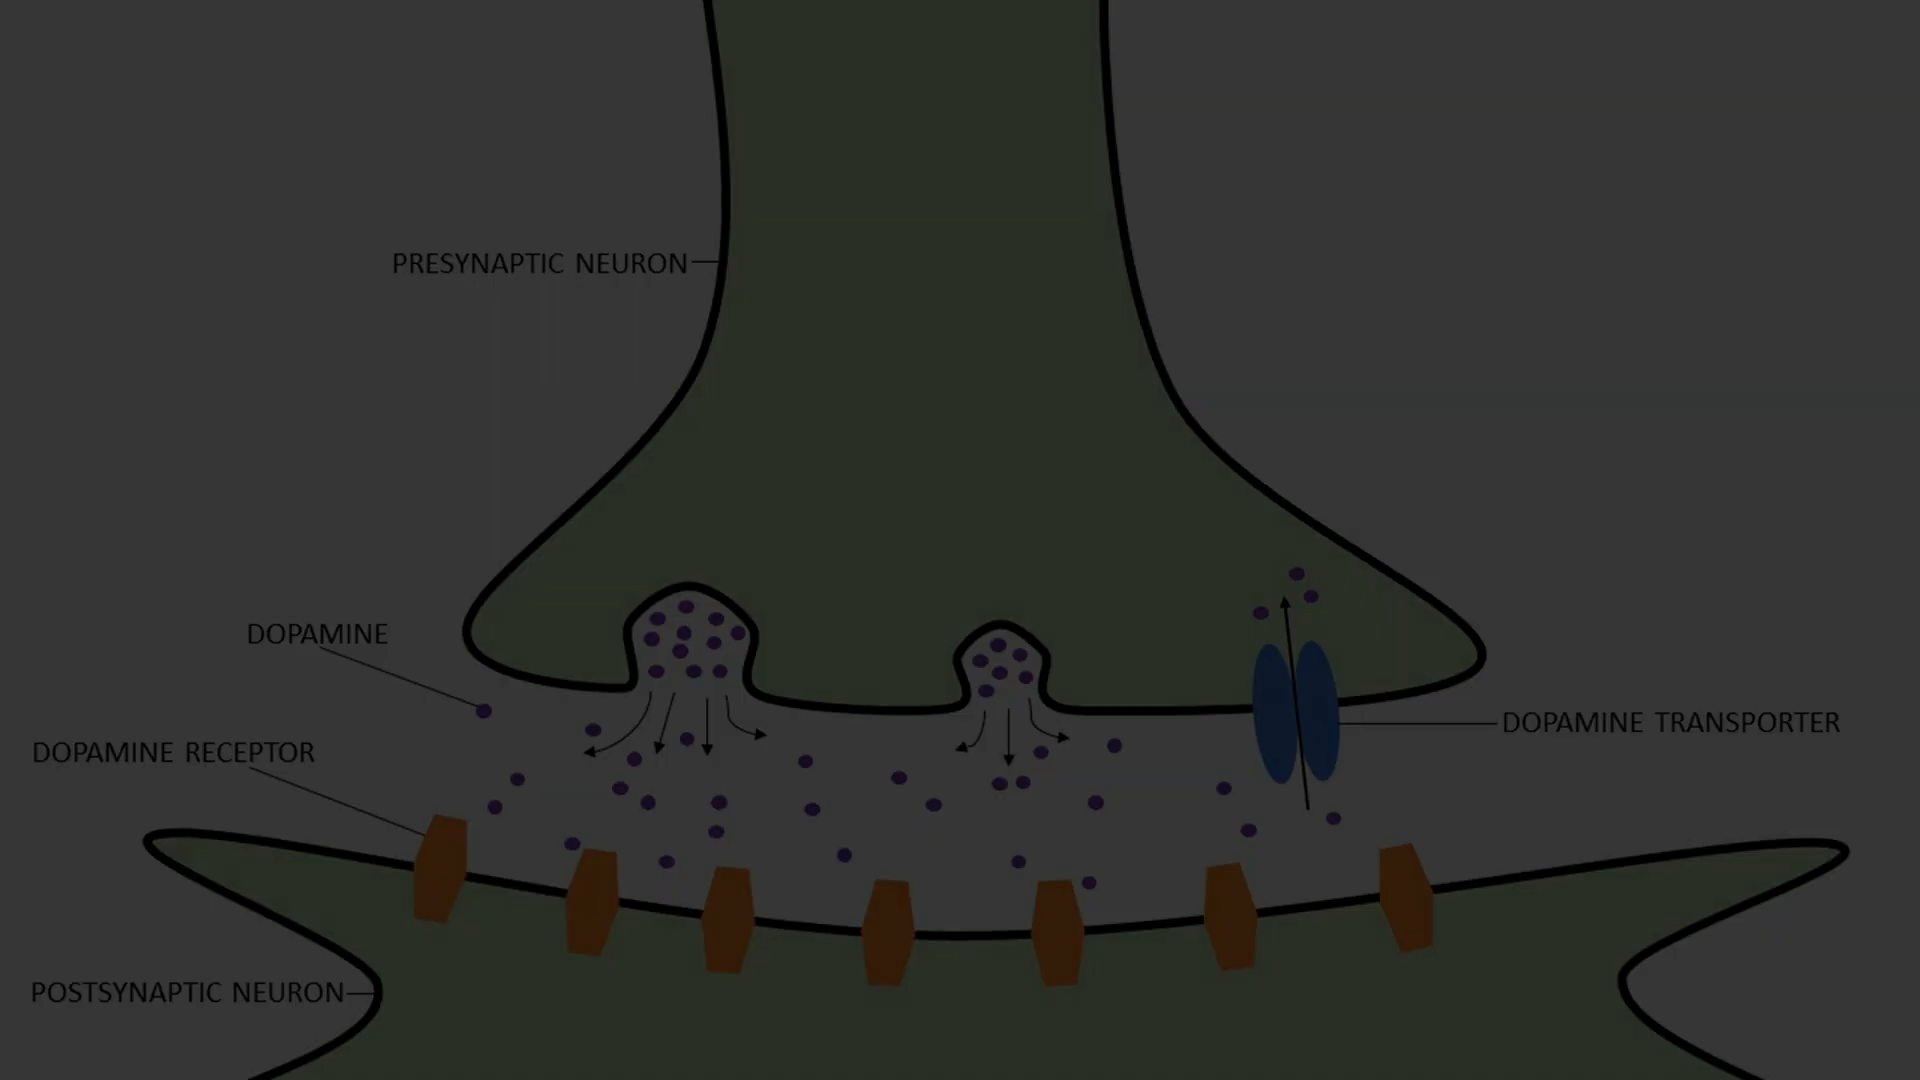 PRESYNAPTIC NEURON
DOPAMINE
DOPAMINE RECEPTOR
DOPAMINE TRANSPORTER
POSTSYNAPTIC NEURON